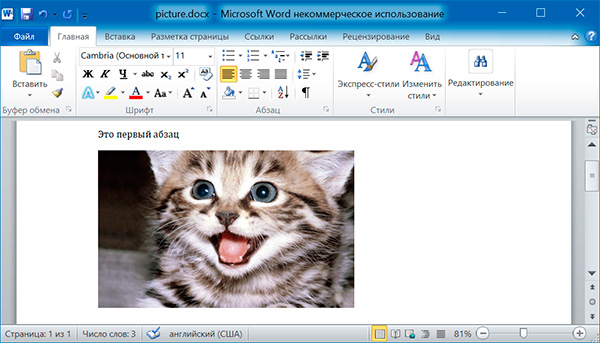 picture.docx - Microsoft Word некоммерческое использование
Файл Главная Вставка Разметка страницы Ссылки Рассылки Рецензирование Вид
Cambria (Основной т 11
Вставить
Ж К Ч abc x₂ x²
А Aa A A
Экспресс-стили
Изменить стили
Редактирование
Буфер обмена Шрифт Абзац Стили
Это первый абзац
Страница: 1 из 1 Число слов: 3 английский (США) 81%